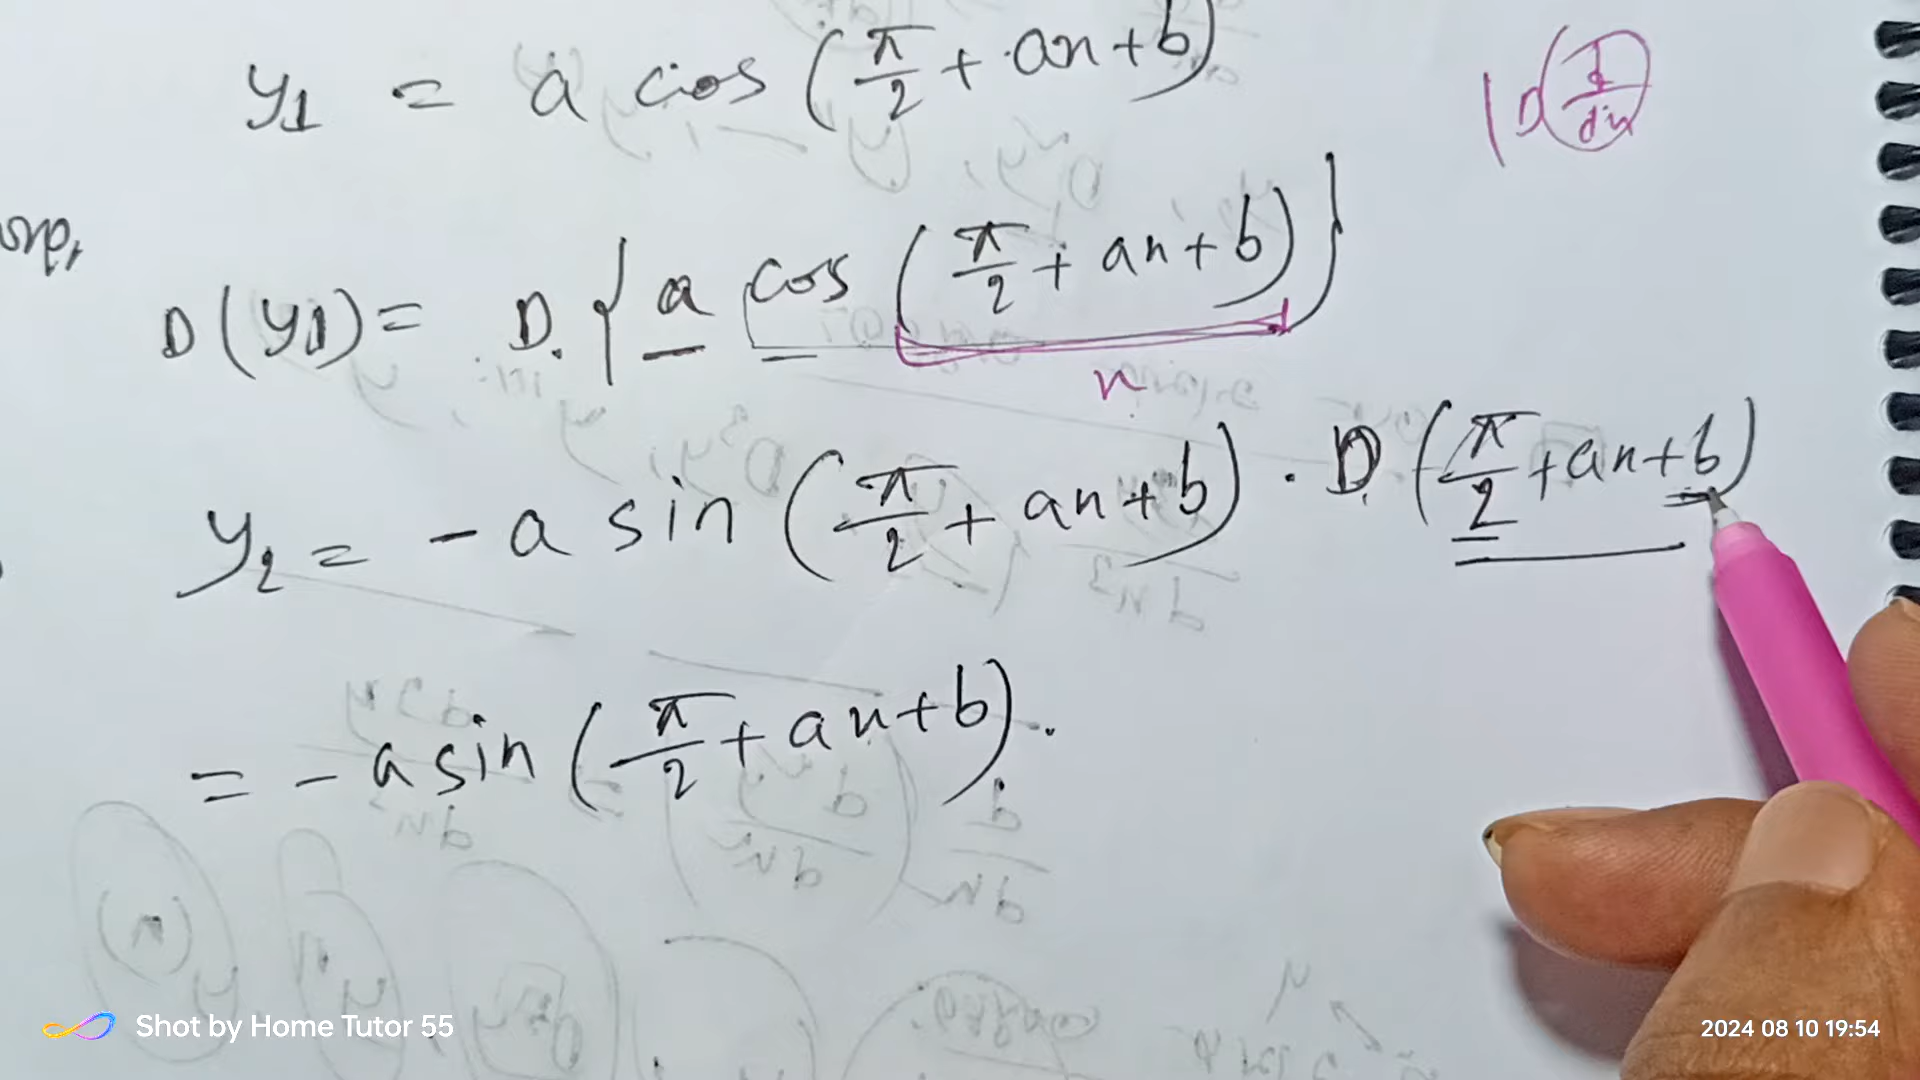 y₁ = a cos (π/2 + ax + b)
| D (d/dx)
D(y₁) = D. { a cos (π/2 + ax + b) }
x
y₂ = - a sin (π/2 + ax + b) . D (π/2 + ax + b)
= - a sin (π/2 + ax + b) .
Shot by Home Tutor 55
2024 08 10 19:54